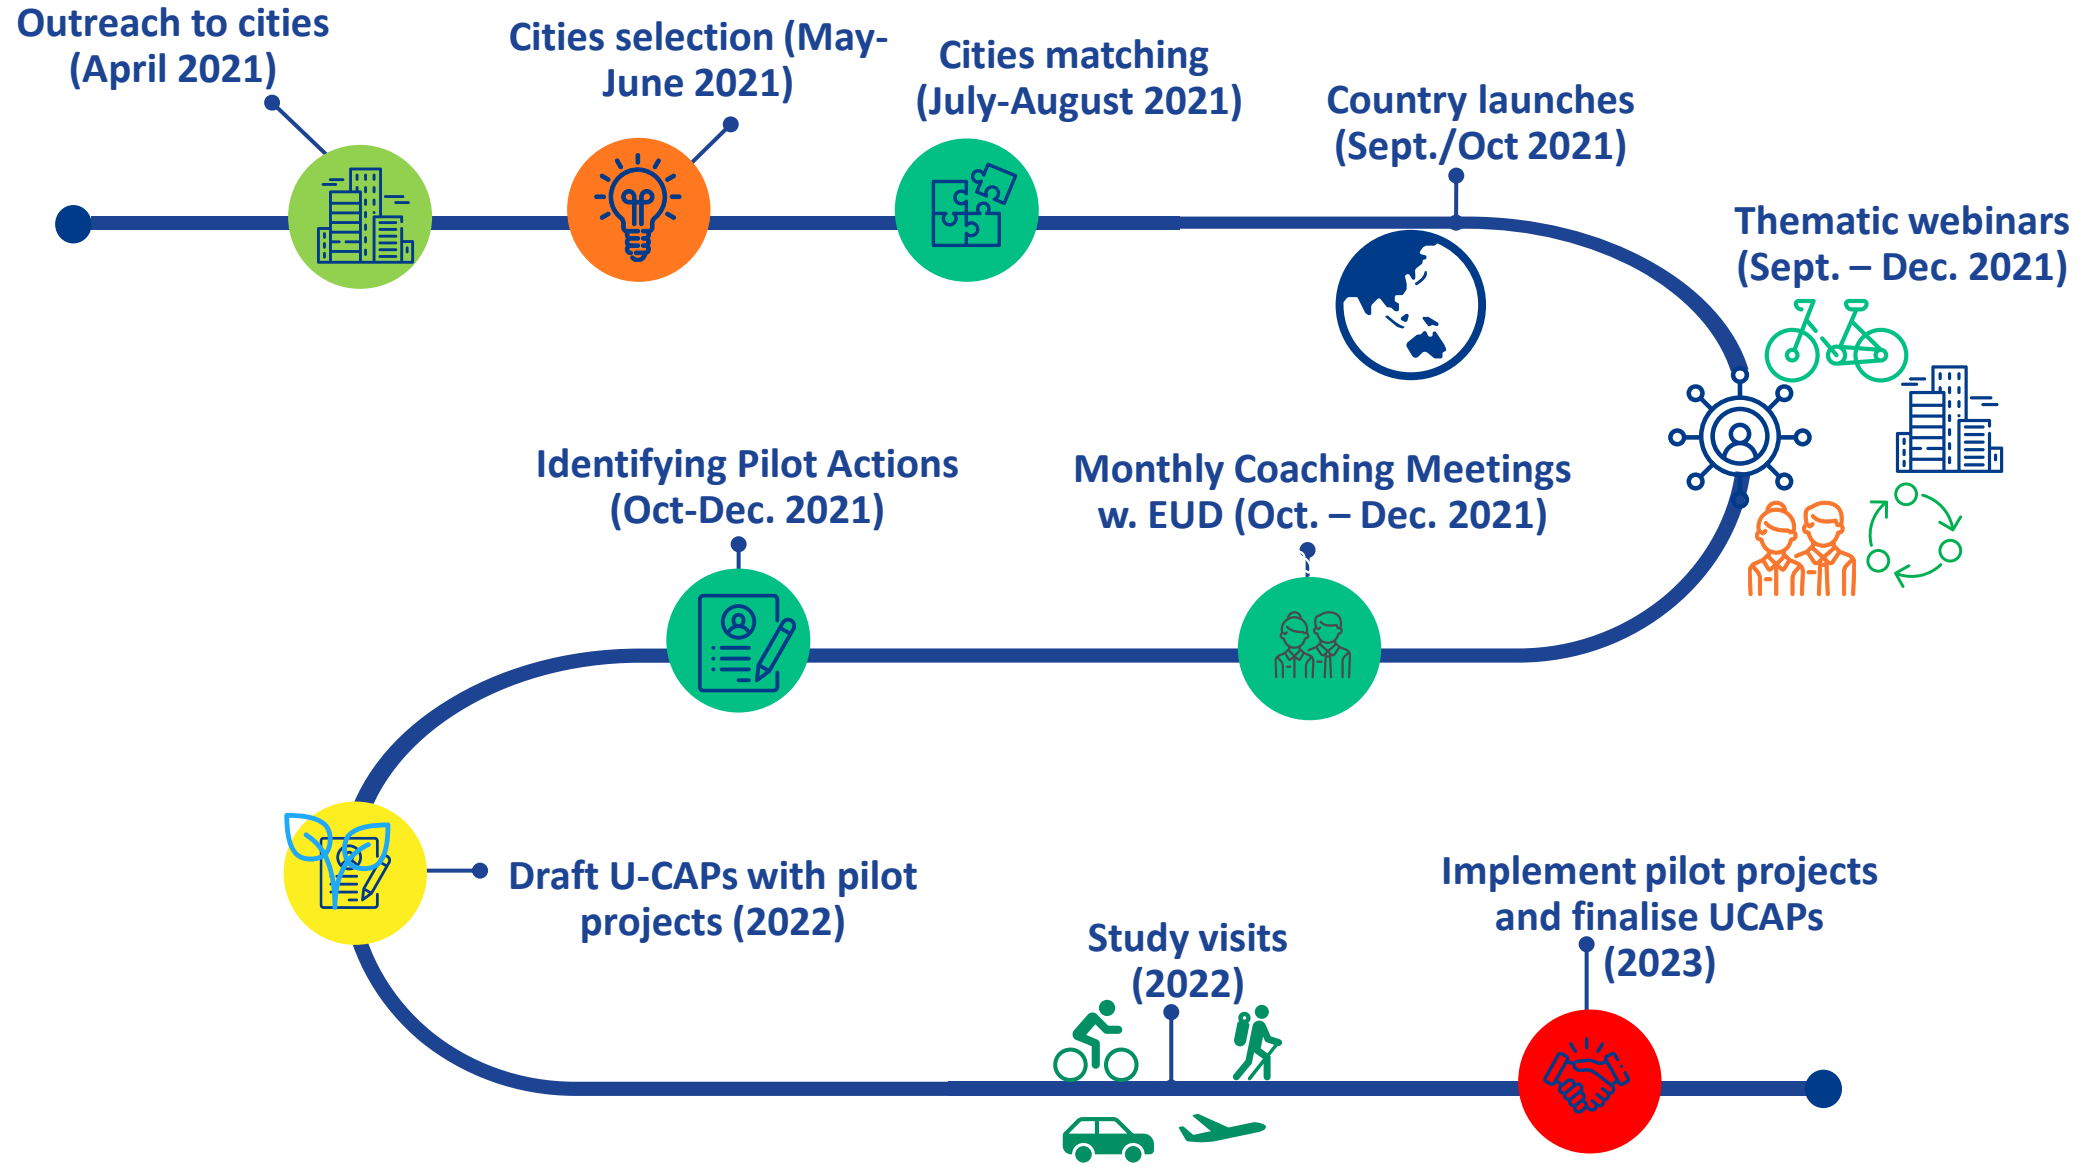 Outreach to cities
(April 2021)
Cities selection (May-
June 2021)
Cities matching
(July-August 2021)
Country launches
(Sept./Oct 2021)
Thematic webinars
(Sept. – Dec. 2021)
Monthly Coaching Meetings
w. EUD (Oct. – Dec. 2021)
Identifying Pilot Actions
(Oct-Dec. 2021)
Draft U-CAPs with pilot
projects (2022)
Study visits
(2022)
Implement pilot projects
and finalise UCAPs
(2023)